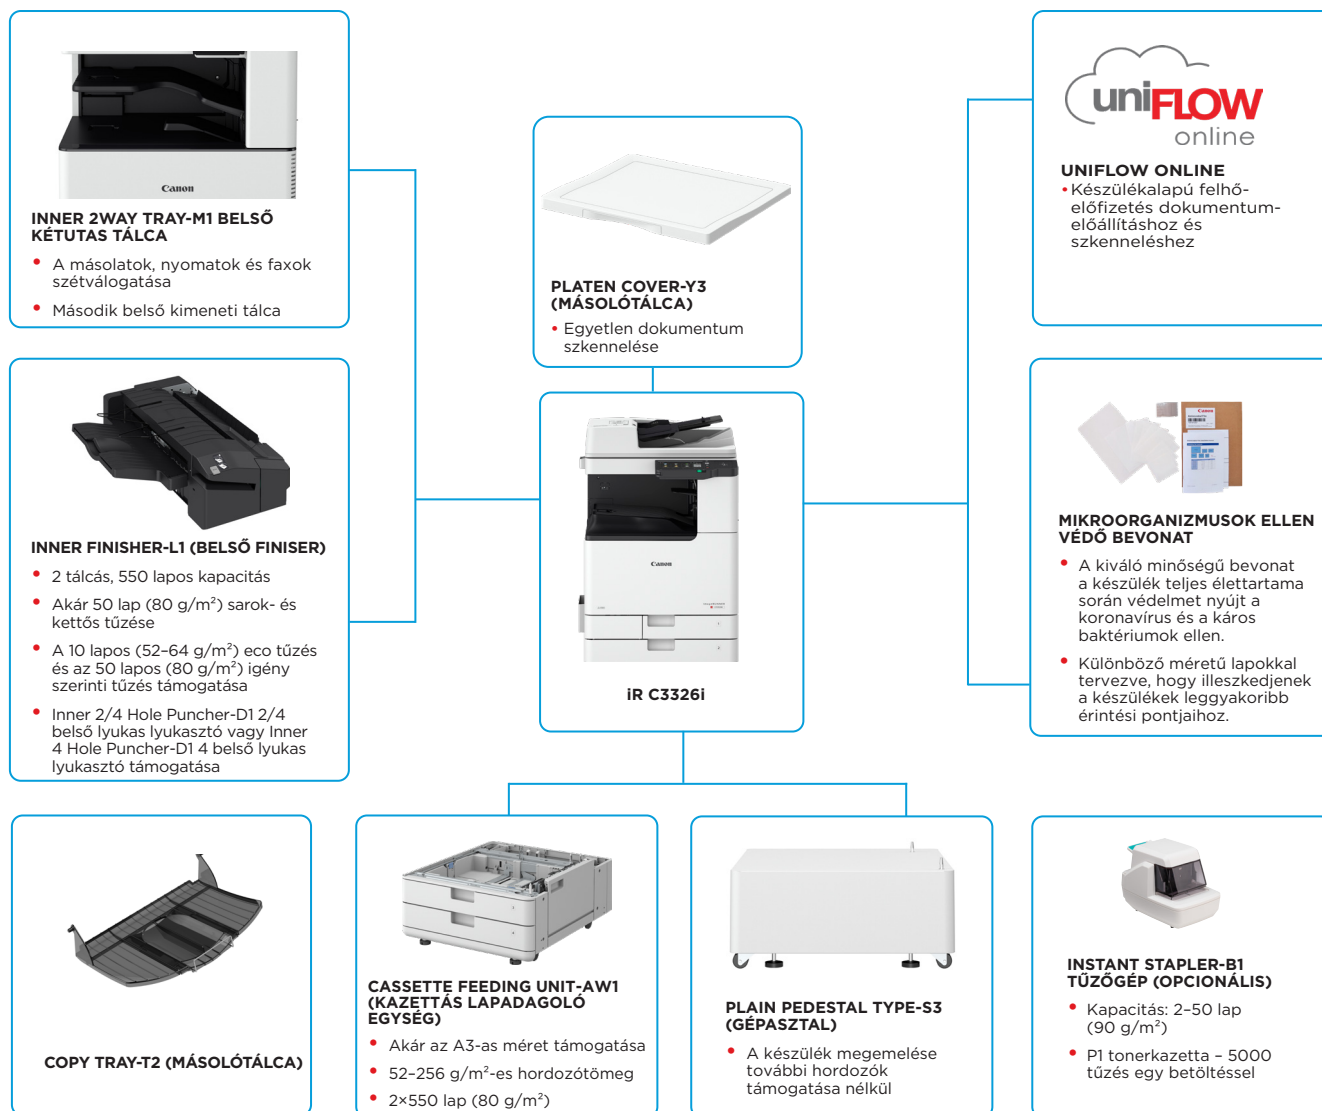 Canon
INNER 2WAY TRAY-M1 BELSŐ
KÉTUTAS TÁLCA
• A másolatok, nyomatok és faxok
szétválogatása
• Második belső kimeneti tálca
PLATEN COVER-Y3
(MÁSOLÓTÁLCA)
• Egyetlen dokumentum
szkennelése
uniFLOW
online
UNIFLOW ONLINE
• Készülékalapú felhő-
előfizetés dokumentum-
előállításhoz és
szkenneléshez
INNER FINISHER-L1 (BELSŐ FINISER)
• 2 tálcás, 550 lapos kapacitás
• Akár 50 lap (80 g/m²) sarok- és
kettős tűzése
• A 10 lapos (52–64 g/m²) eco tűzés
és az 50 lapos (80 g/m²) igény
szerinti tűzés támogatása
• Inner 2/4 Hole Puncher-D1 2/4
belső lyukas lyukasztó vagy Inner
4 Hole Puncher-D1 4 belső lyukas
lyukasztó támogatása
Canon
iR C3326i
Canon
MIKROORGANIZMUSOK ELLEN
VÉDŐ BEVONAT
• A kiváló minőségű bevonat
a készülék teljes élettartama
során védelmet nyújt a
koronavírus és a káros
baktériumok ellen.
• Különböző méretű lapokkal
tervezve, hogy illeszkedjenek
a készülékek leggyakoribb
érintési pontjaihoz.
COPY TRAY-T2 (MÁSOLÓTÁLCA)
CASSETTE FEEDING UNIT-AW1
(KAZETTÁS LAPADAGOLÓ
EGYSÉG)
• Akár az A3-as méret támogatása
• 52–256 g/m²-es hordozótömeg
• 2×550 lap (80 g/m²)
PLAIN PEDESTAL TYPE-S3
(GÉPASZTAL)
• A készülék megemelése
további hordozók
támogatása nélkül
INSTANT STAPLER-B1
TŰZŐGÉP (OPCIONÁLIS)
• Kapacitás: 2–50 lap
(90 g/m²)
• P1 tonerkazetta – 5000
tűzés egy betöltéssel